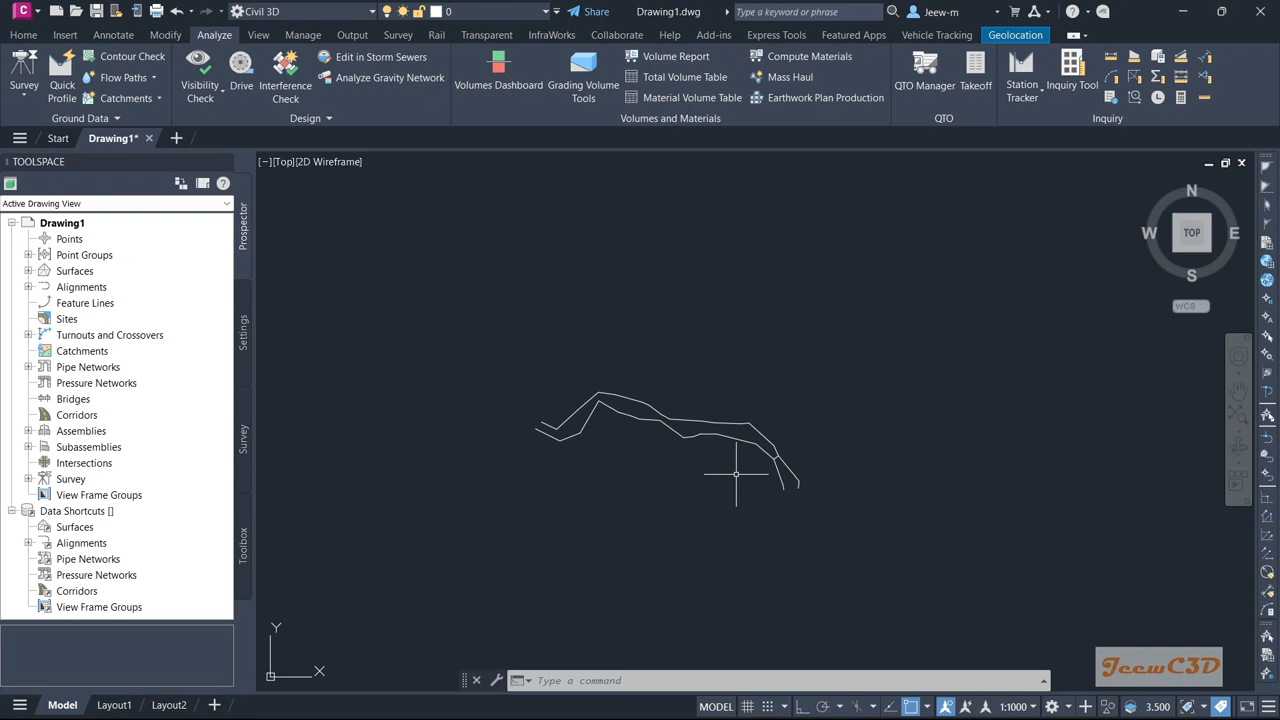 Civil 3D
0
Share
Drawing1.dwg
Type a keyword or phrase
Jeew-m
Home Insert Annotate Modify Analyze View Manage Output Survey Rail Transparent InfraWorks Collaborate Help Add-ins Express Tools Featured Apps Vehicle Tracking Geolocation
Survey
Quick Profile
Contour Check
Flow Paths
Catchments
Ground Data
Visibility Check
Drive
Interference Check
Edit in Storm Sewers
Analyze Gravity Network
Design
Volumes Dashboard
Grading Volume Tools
Volume Report
Total Volume Table
Material Volume Table
Compute Materials
Mass Haul
Earthwork Plan Production
Volumes and Materials
QTO Manager
Takeoff
QTO
Station Tracker
Inquiry Tool
Inquiry
Start
Drawing1*
TOOLSPACE
Active Drawing View
Drawing1
Points
Point Groups
Surfaces
Alignments
Feature Lines
Sites
Turnouts and Crossovers
Catchments
Pipe Networks
Pressure Networks
Bridges
Corridors
Assemblies
Subassemblies
Intersections
Survey
View Frame Groups
Data Shortcuts []
Surfaces
Alignments
Pipe Networks
Pressure Networks
Corridors
View Frame Groups
Prospector
Settings
Survey
Toolbox
[−][Top][2D Wireframe]
N
W TOP E
S
WCS
Y
X
Type a command
JeewC3D
Model Layout1 Layout2
MODEL
1:1000
3.500